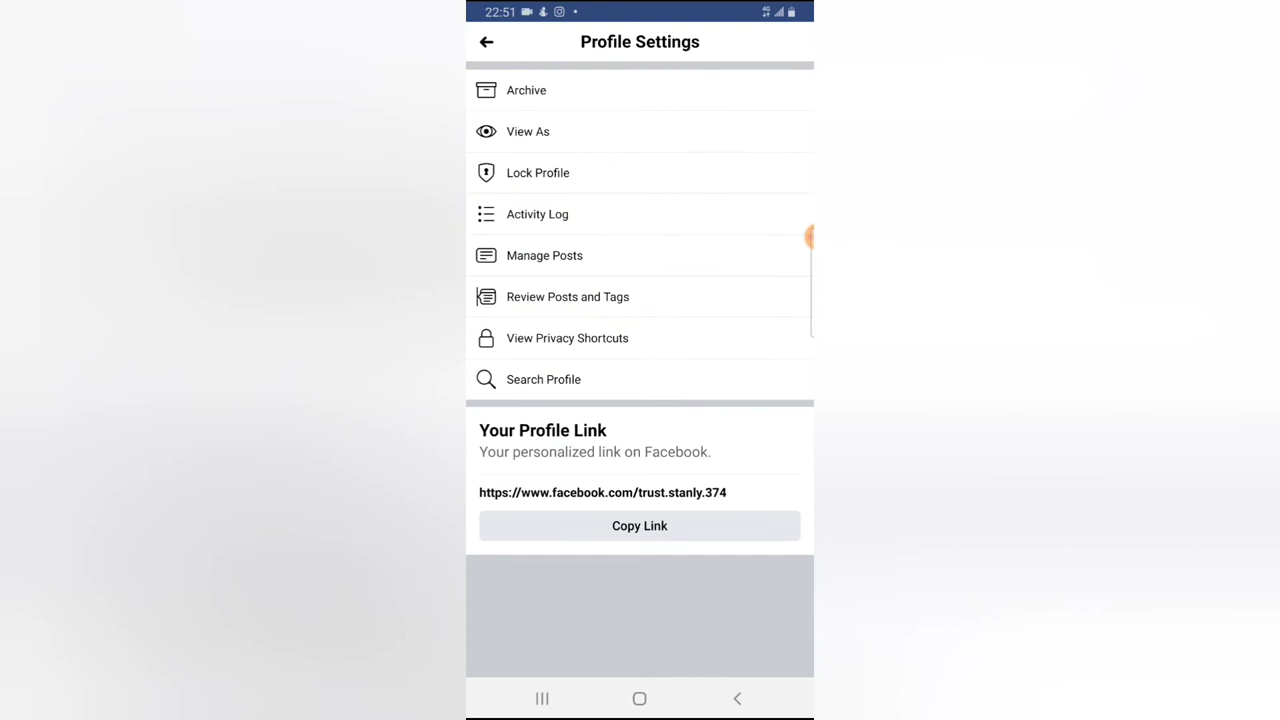 22:51
4G
Profile Settings
Archive
View As
Lock Profile
Activity Log
Manage Posts
Review Posts and Tags
View Privacy Shortcuts
Search Profile
Your Profile Link
Your personalized link on Facebook.
https://www.facebook.com/trust.stanly.374
Copy Link